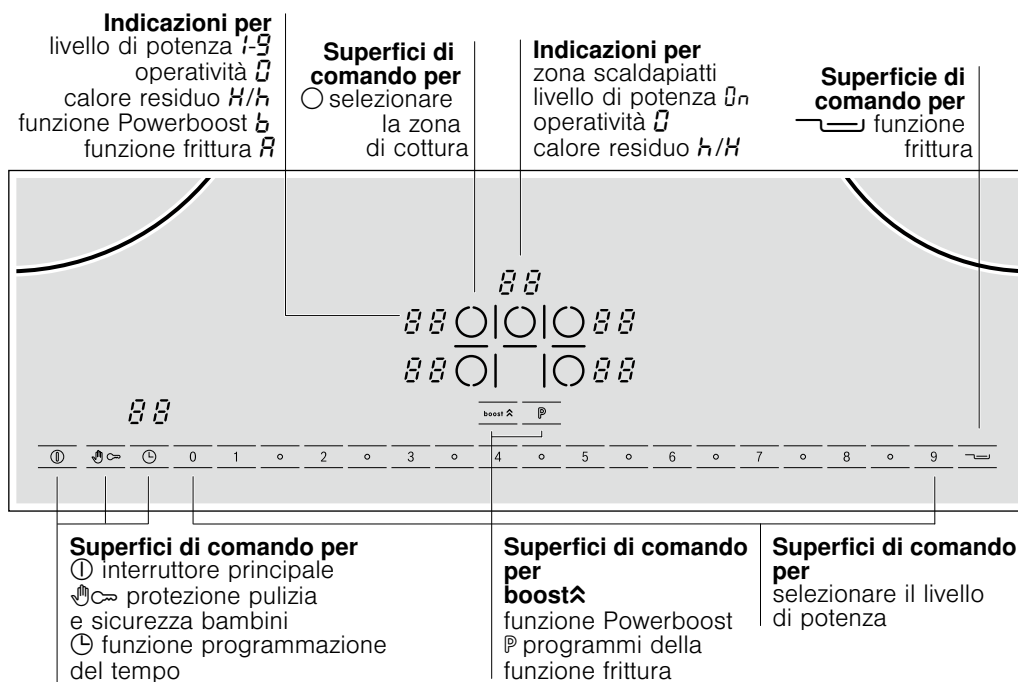 Indicazioni per
livello di potenza 1-9
operatività 0
calore residuo H/h
funzione Powerboost b
funzione frittura A
Superfici di
comando per
○ selezionare
la zona
di cottura
Indicazioni per
zona scaldapiatti
livello di potenza 0n
operatività 0
calore residuo h/H
Superficie di
comando per
funzione
frittura
88
88 88
88 88
88
boost P
0 1 2 3 4 5 6 7 8 9
Superfici di comando per
interruttore principale
protezione pulizia
e sicurezza bambini
funzione programmazione
del tempo
Superfici di comando
per
boost
funzione Powerboost
P programmi della
funzione frittura
Superfici di comando
per
selezionare il livello
di potenza